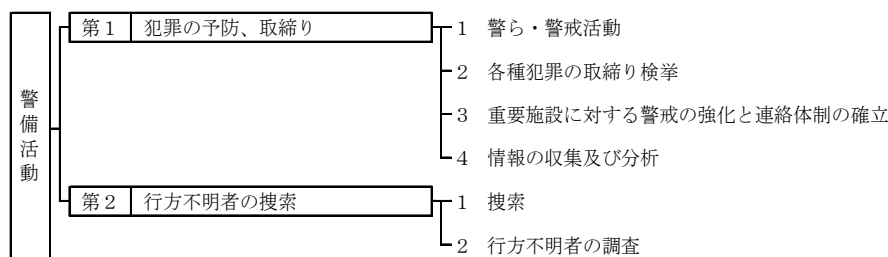 警備活動
第1 犯罪の予防、取締り
1 警ら・警戒活動
2 各種犯罪の取締り検挙
3 重要施設に対する警戒の強化と連絡体制の確立
4 情報の収集及び分析
第2 行方不明者の捜索
1 捜索
2 行方不明者の調査